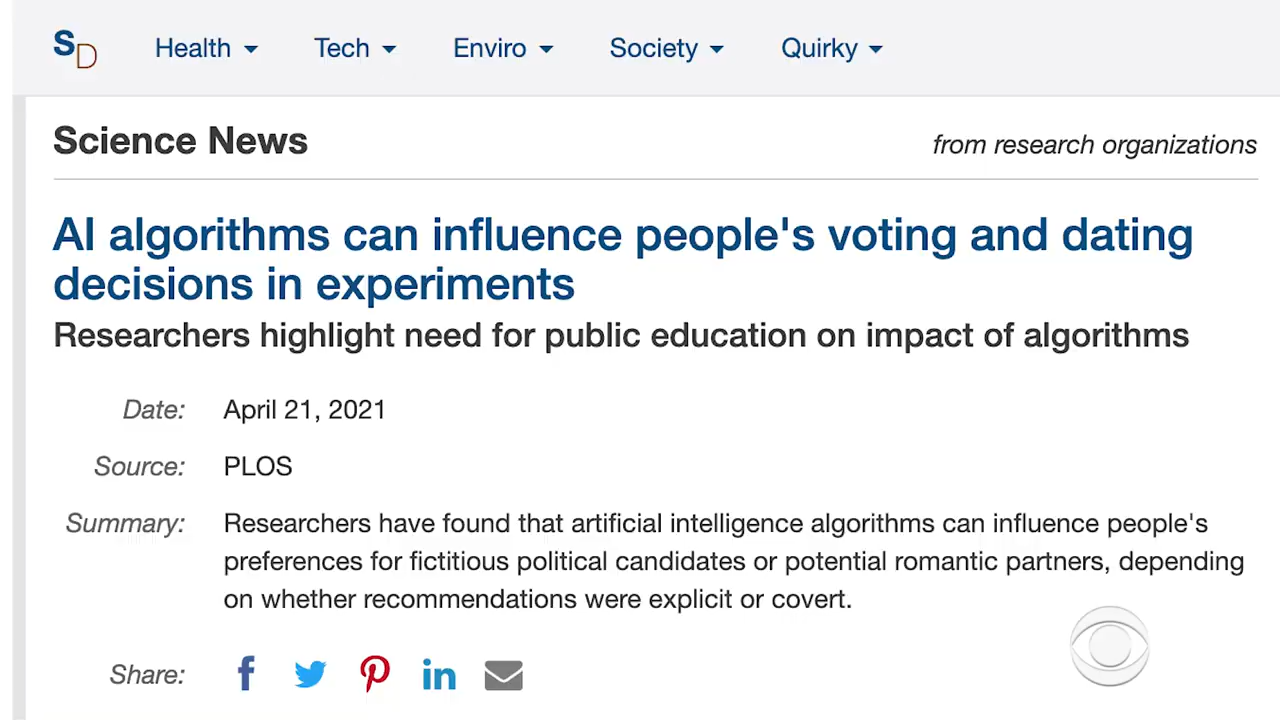 SD Health Tech Enviro Society Quirky
Science News
from research organizations
AI algorithms can influence people's voting and dating
decisions in experiments
Researchers highlight need for public education on impact of algorithms
Date: April 21, 2021
Source: PLOS
Summary: Researchers have found that artificial intelligence algorithms can influence people's
preferences for fictitious political candidates or potential romantic partners, depending
on whether recommendations were explicit or covert.
Share: f in